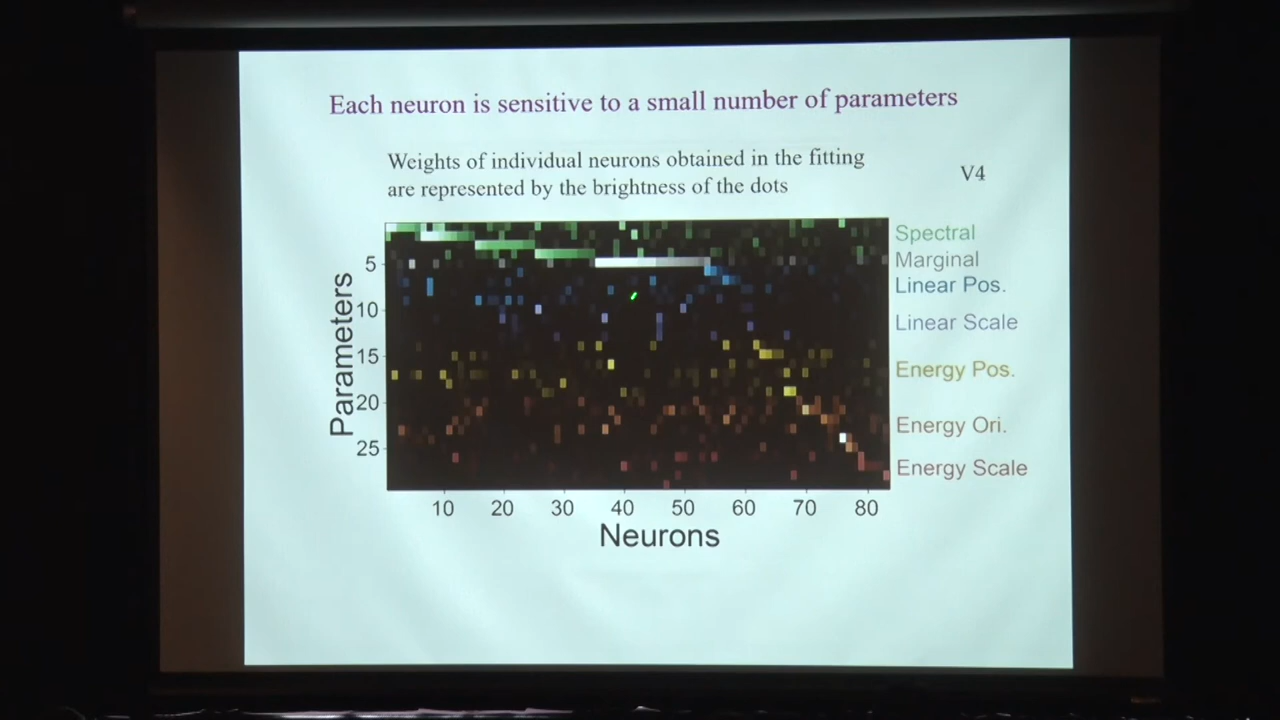 Each neuron is sensitive to a small number of parameters
Weights of individual neurons obtained in the fitting
are represented by the brightness of the dots
V4
Spectral
Marginal
Linear Pos.
Linear Scale
Energy Pos.
Energy Ori.
Energy Scale
Parameters
5
10
15
20
25
10 20 30 40 50 60 70 80
Neurons